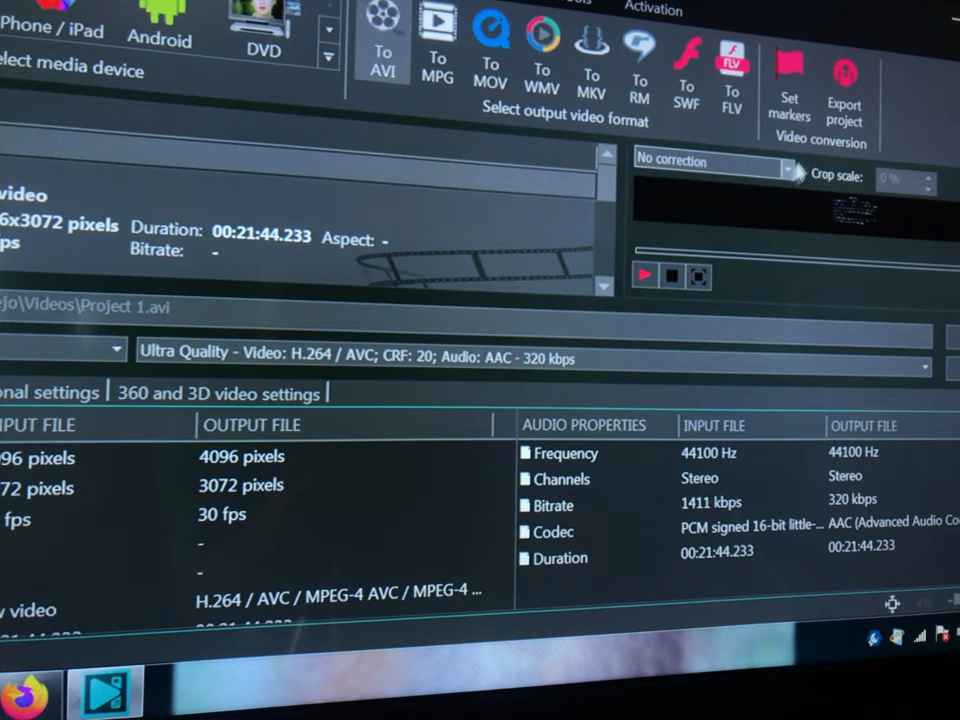 Activation
Phone / iPad
Android
DVD
elect media device
To AVI
To MPG
To MOV
To WMV
To MKV
To RM
To SWF
FLV
To FLV
Select output video format
Set markers
Export project
Video conversion
No correction
Crop scale:
0 %
video
6x3072 pixels
ps
Duration: 00:21:44.233
Aspect: -
Bitrate: -
ejo\Videos\Project 1.avi
Ultra Quality - Video: H.264 / AVC; CRF: 20; Audio: AAC - 320 kbps
onal settings
360 and 3D video settings
PUT FILE
OUTPUT FILE
96 pixels
4096 pixels
72 pixels
3072 pixels
fps
30 fps
-
-
w video
H.264 / AVC / MPEG-4 AVC / MPEG-4 ...
AUDIO PROPERTIES
INPUT FILE
OUTPUT FILE
Frequency
44100 Hz
44100 Hz
Channels
Stereo
Stereo
Bitrate
1411 kbps
320 kbps
Codec
PCM signed 16-bit little-...
AAC (Advanced Audio Co
Duration
00:21:44.233
00:21:44.233